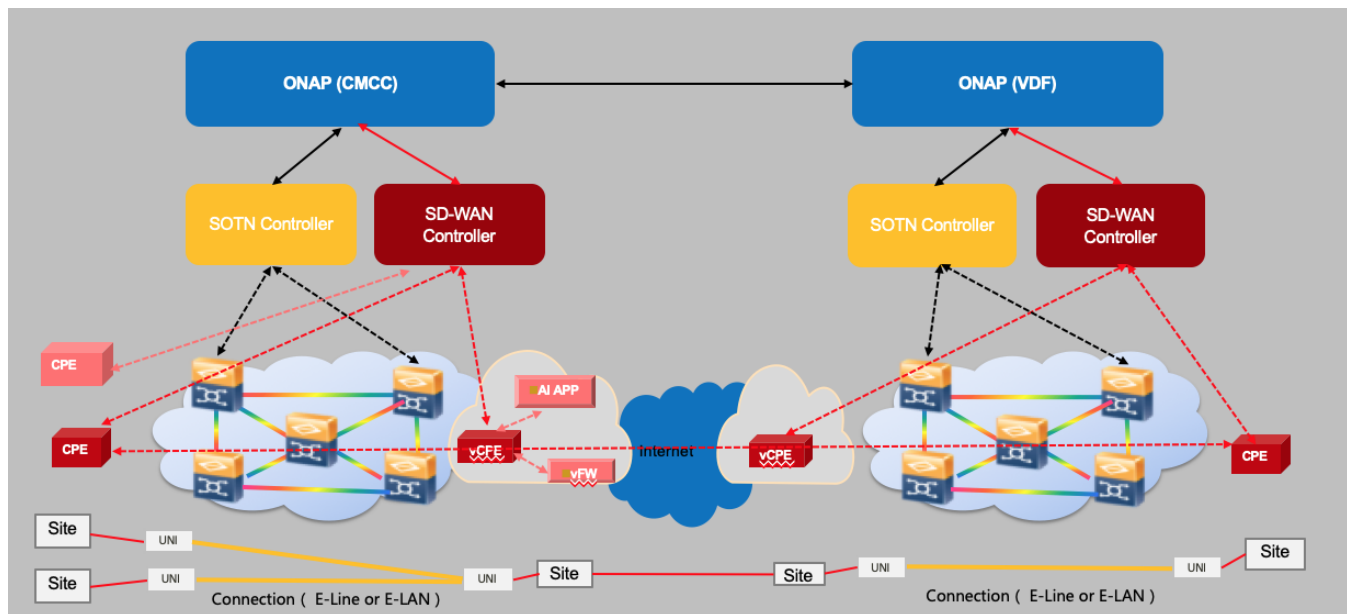 ONAP (CMCC)
ONAP (VDF)
SOTN Controller
SD-WAN
Controller
SOTN Controller
SD-WAN
Controller
CPE
AI APP
CPE
vCPE
internet
vCPE
CPE
vFW
Site
UNI
Site
UNI
UNI
Site
Site
UNI
UNI
Site
Connection ( E-Line or E-LAN )
Connection ( E-Line or E-LAN )